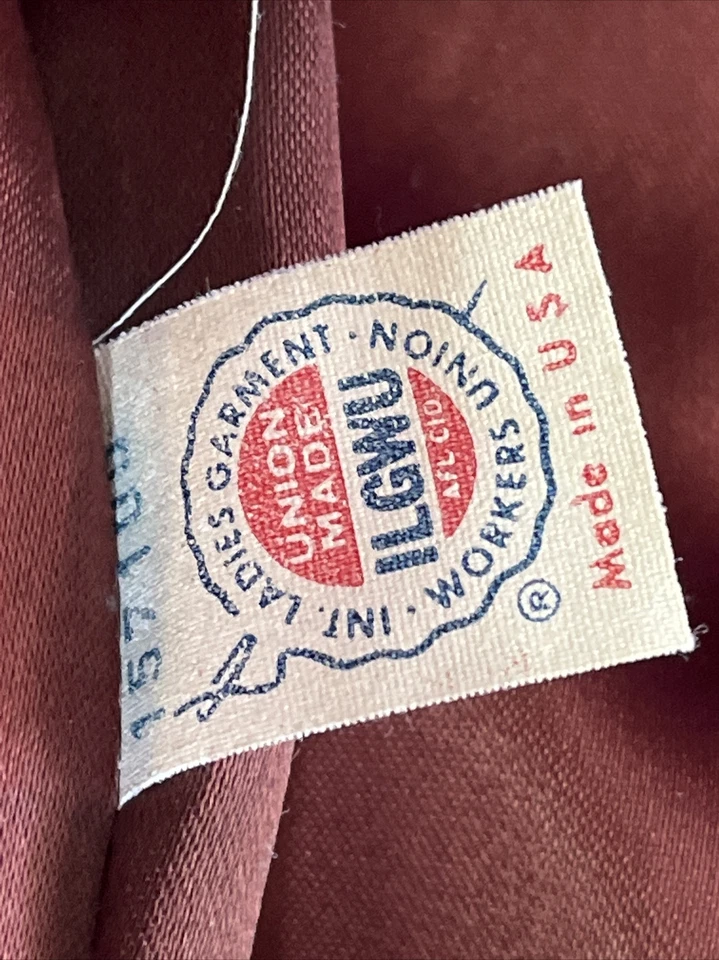 INT. LADIES GARMENT · UNION
WORKERS ·
UNION
MADE
ILGWU
AFL CIO
®
Made in USA